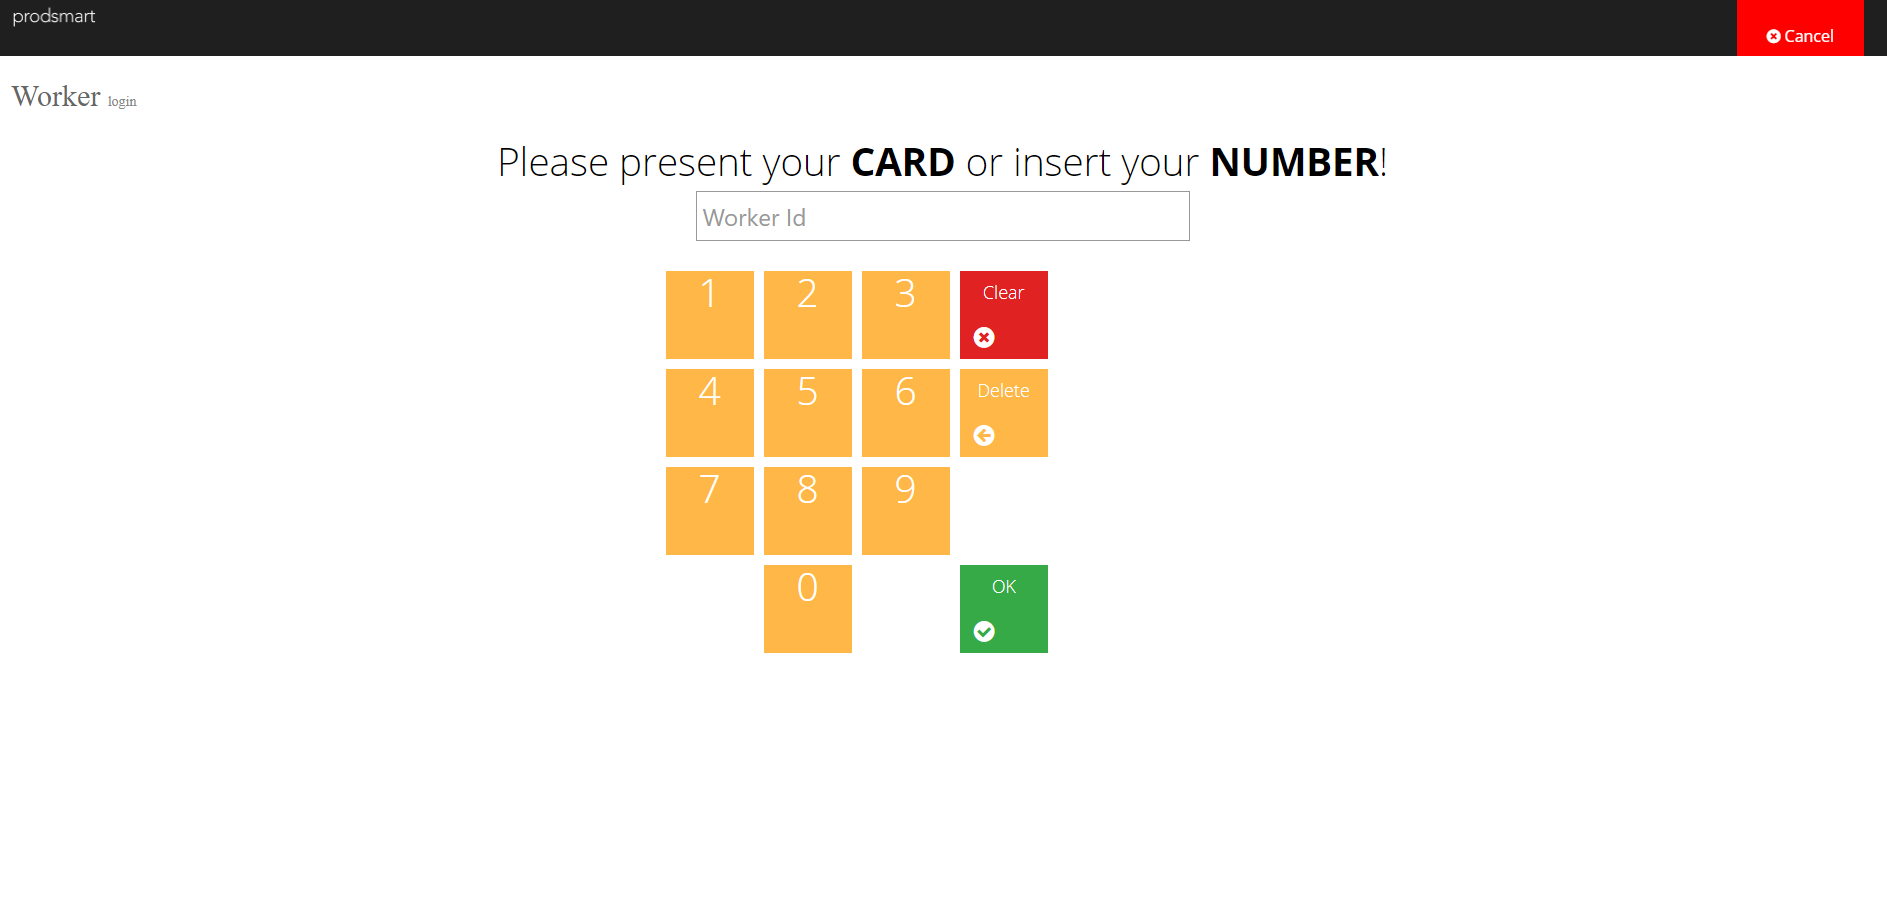 prodsmart
Cancel
Worker login
Please present your CARD or insert your NUMBER!
Worker Id
1 2 3 Clear
4 5 6 Delete
7 8 9
0 OK